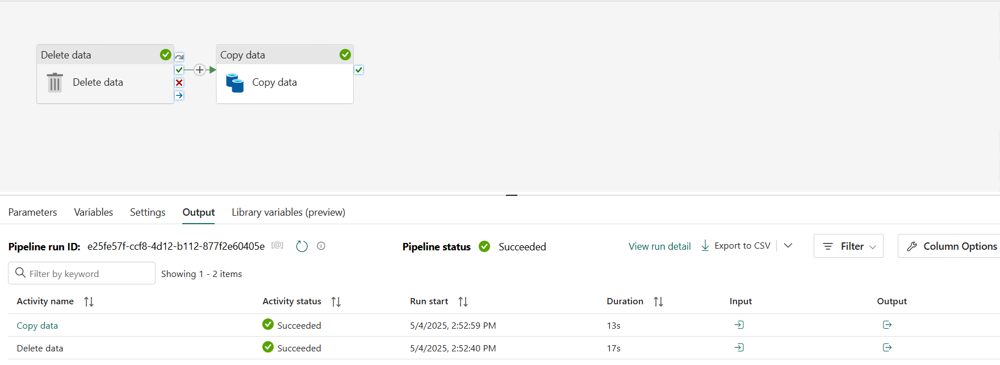 Delete data
Delete data
Copy data
Copy data
Parameters Variables Settings Output Library variables (preview)
Pipeline run ID: e25fe57f-ccf8-4d12-b112-877f2e60405e [@] Pipeline status Succeeded View run detail Export to CSV Filter Column Options
Filter by keyword Showing 1 - 2 items
Activity name Activity status Run start Duration Input Output
Copy data Succeeded 5/4/2025, 2:52:59 PM 13s
Delete data Succeeded 5/4/2025, 2:52:40 PM 17s